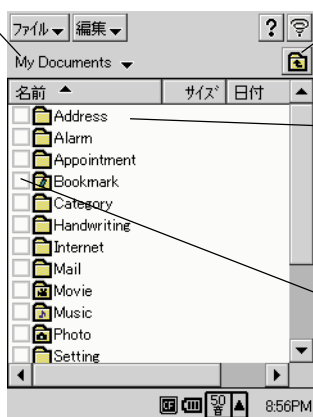 ファイル 編集 ?
My Documents
名前 サイズ 日付
Address
Alarm
Appointment
Bookmark
Category
Handwriting
Internet
Mail
Movie
Music
Photo
Setting
CF 50音 8:56PM